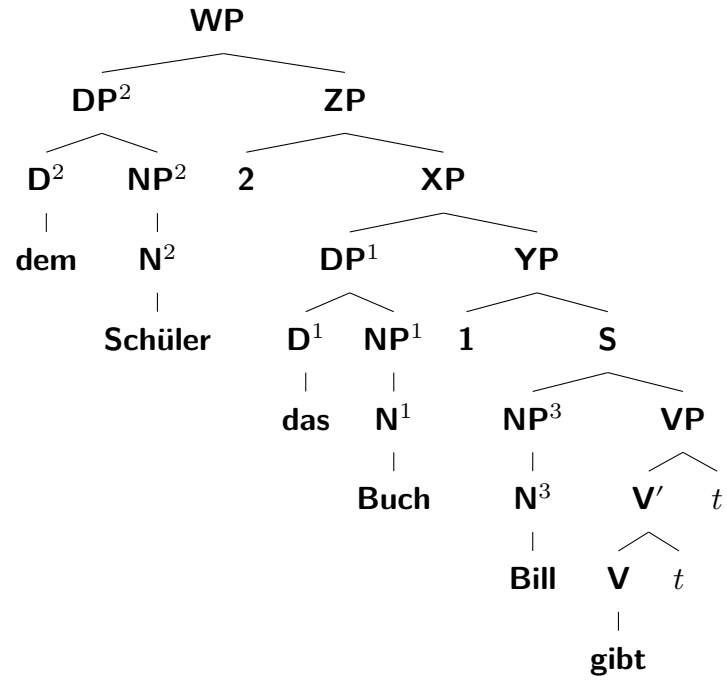 WP
DP² ZP
D² NP² 2 XP
dem N² DP¹ YP
Schüler D¹ NP¹ 1 S
das N¹ NP³ VP
Buch N³ V′ t
Bill V t
gibt